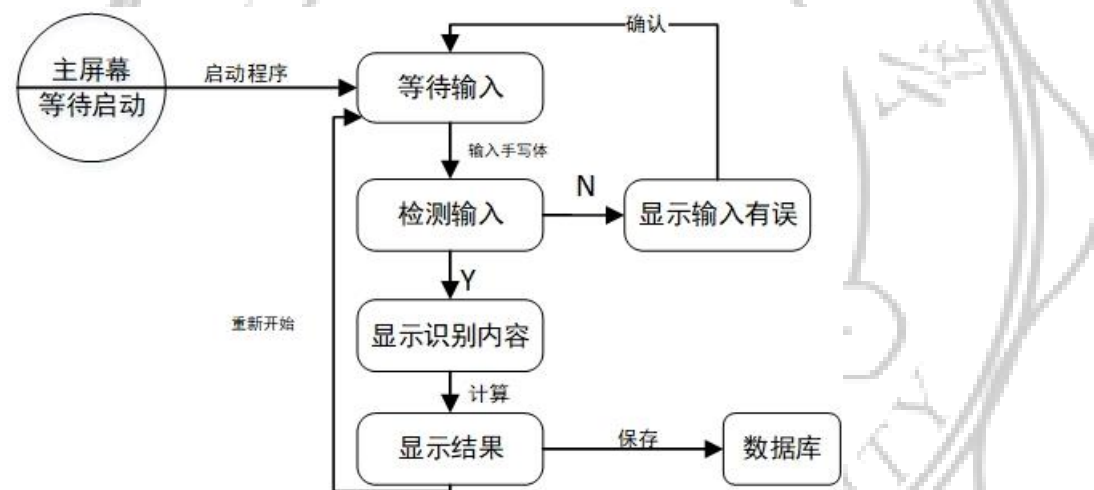 确认
主屏幕
等待启动
启动程序
等待输入
输入手写体
检测输入
N
显示输入有误
Y
重新开始
显示识别内容
计算
显示结果
保存
数据库
TY